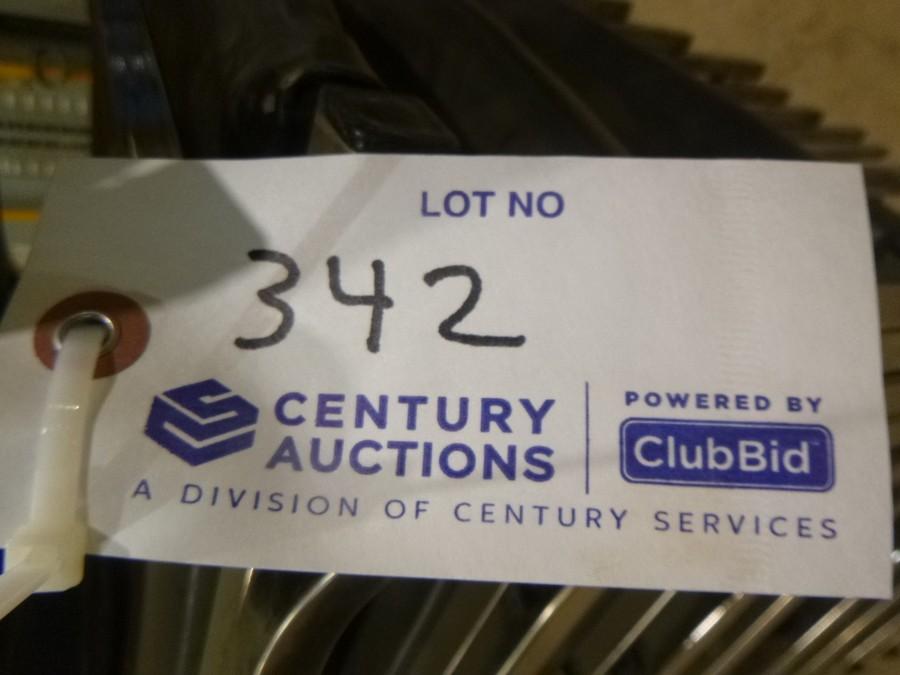 LOT NO
342
CENTURY
AUCTIONS
POWERED BY
ClubBid
A DIVISION OF CENTURY SERVICES